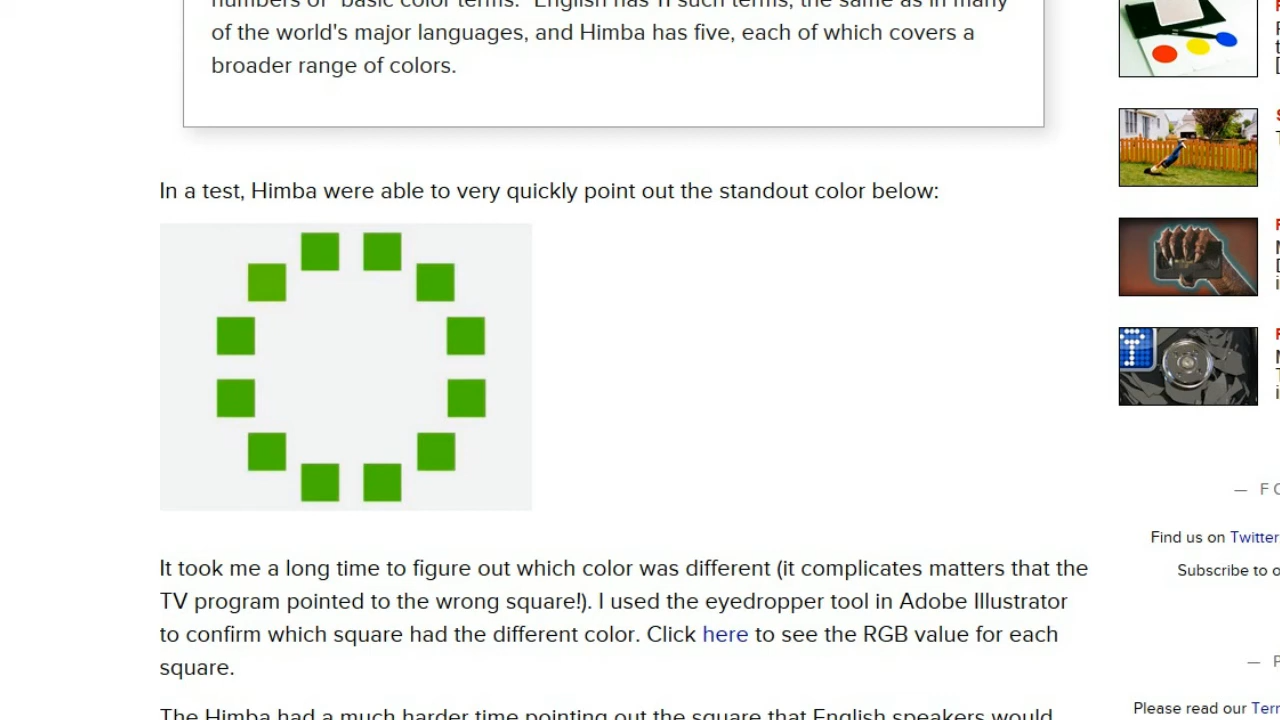 numbers of "basic color terms." English has 11 such terms, the same as in many
of the world's major languages, and Himba has five, each of which covers a
broader range of colors.
In a test, Himba were able to very quickly point out the standout color below:
It took me a long time to figure out which color was different (it complicates matters that the
TV program pointed to the wrong square!). I used the eyedropper tool in Adobe Illustrator
to confirm which square had the different color. Click here to see the RGB value for each
square.
The Himba had a much harder time pointing out the square that English speakers would
— F O
Find us on Twitter
Subscribe to o
— P
Please read our Terr